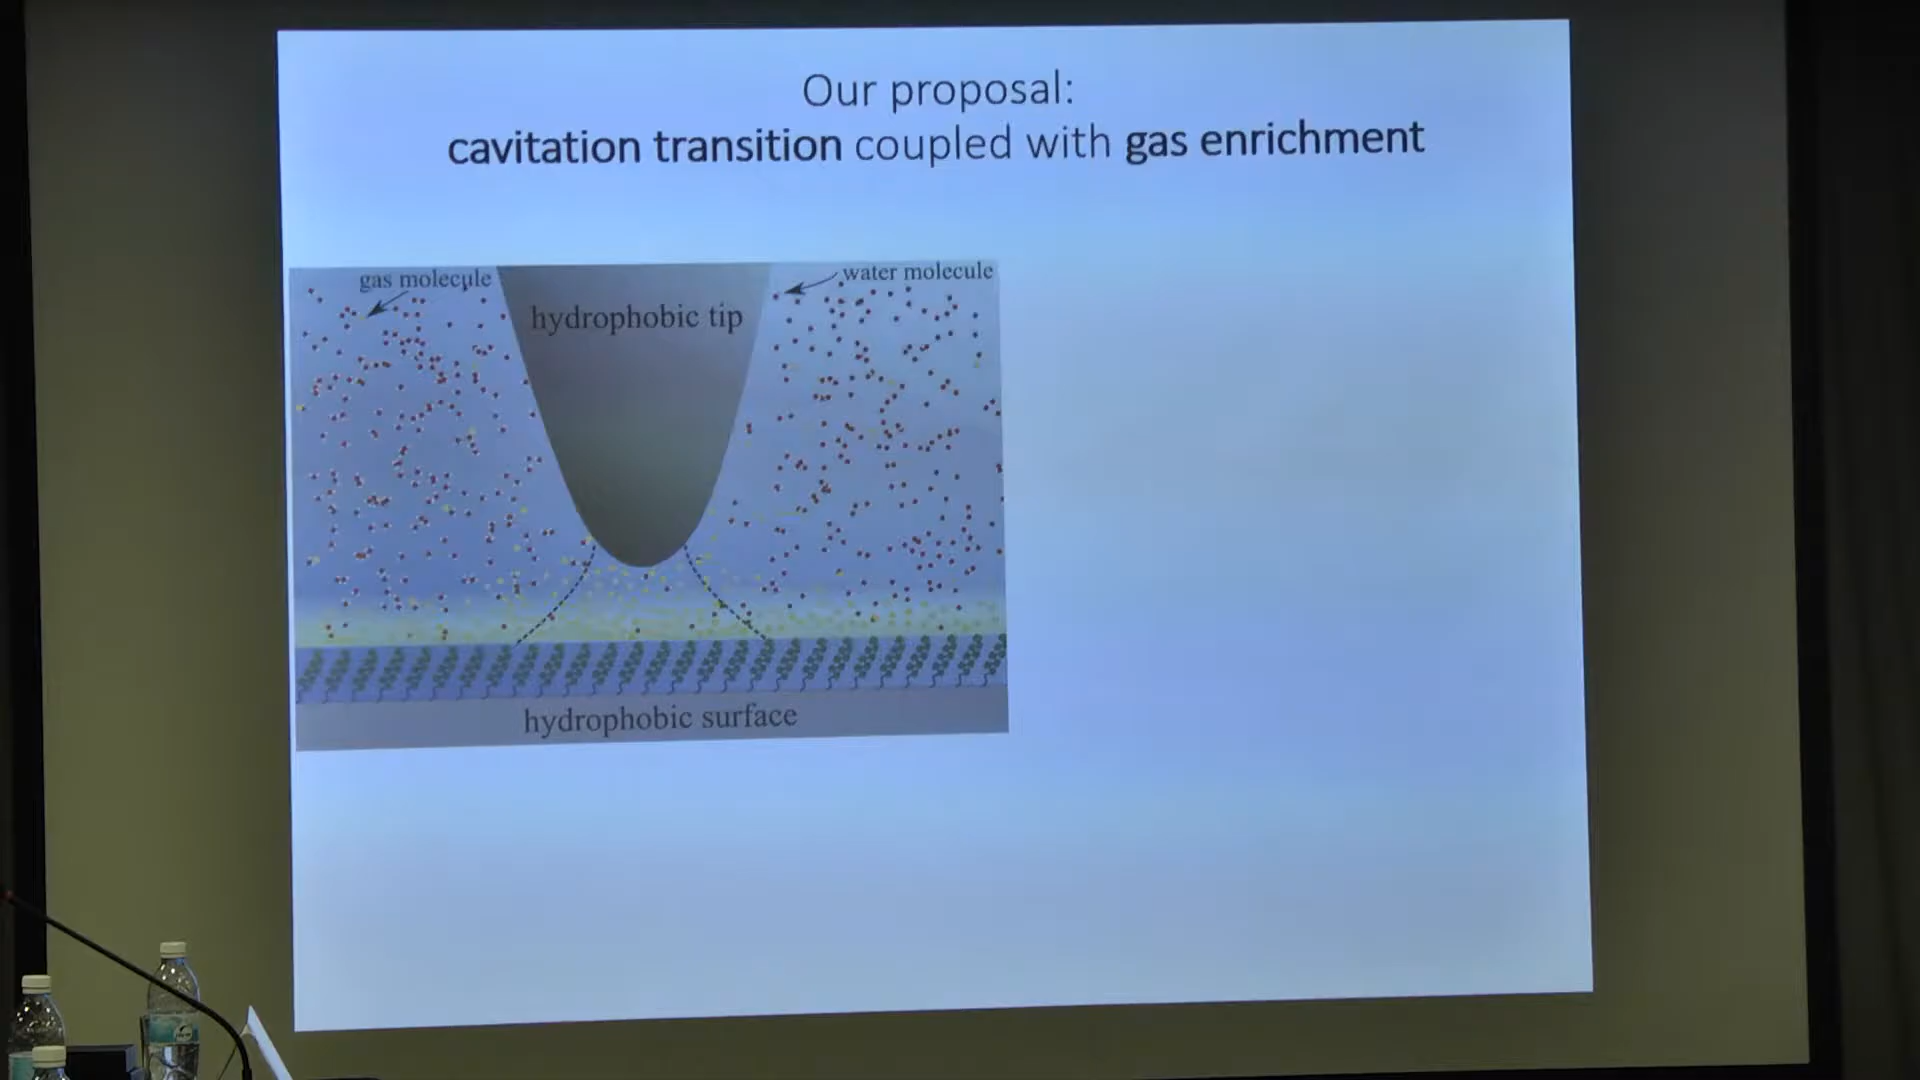 Our proposal:
cavitation transition coupled with gas enrichment
gas molecule
water molecule
hydrophobic tip
hydrophobic surface